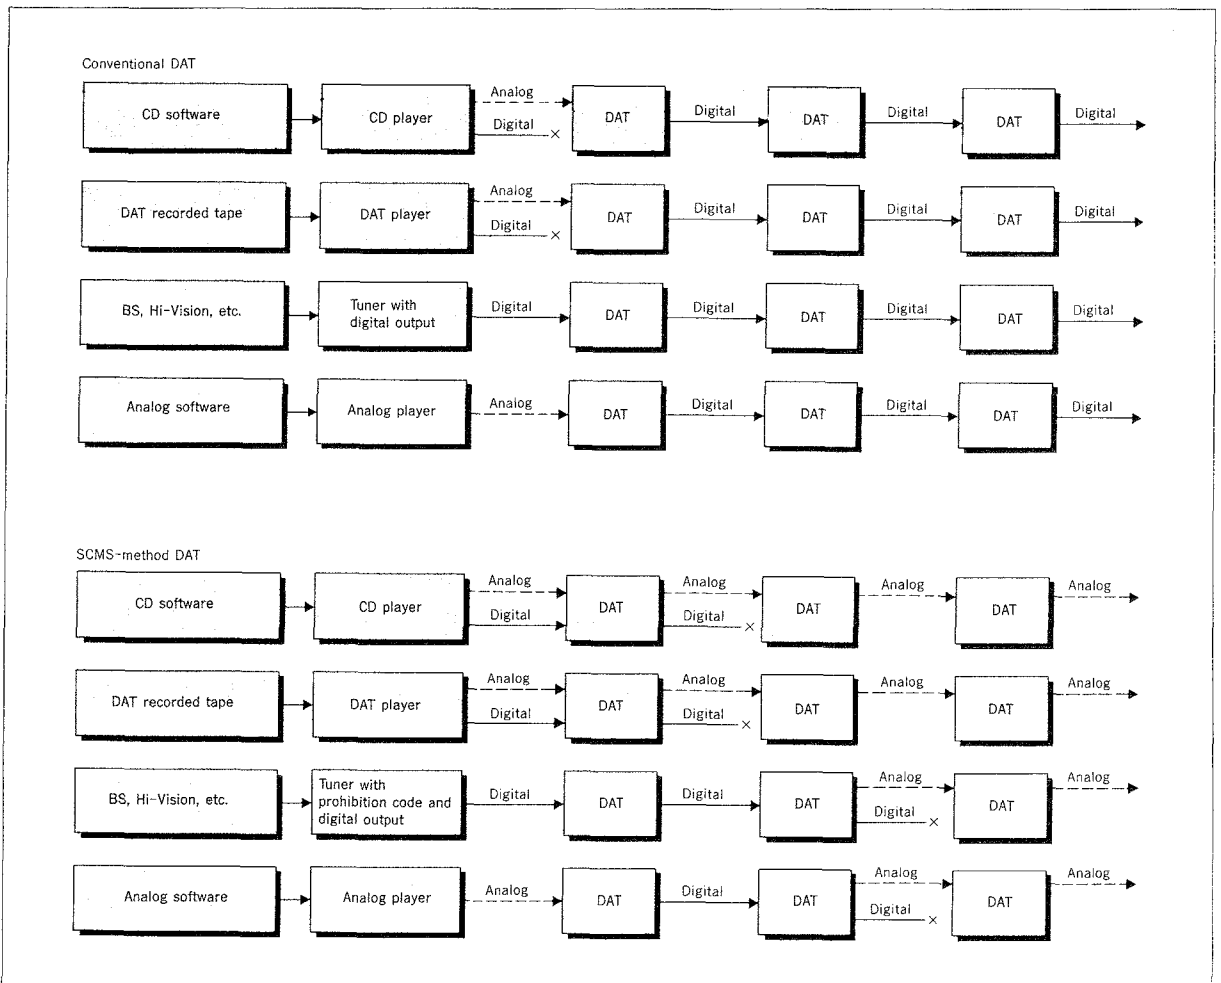 Conventional DAT
CD software
CD player
Analog
Digital
×
DAT
Digital
DAT
Digital
DAT
Digital
DAT recorded tape
DAT player
Analog
Digital
×
DAT
Digital
DAT
Digital
DAT
Digital
BS, Hi-Vision, etc.
Tuner with
digital output
Digital
DAT
Digital
DAT
Digital
DAT
Digital
Analog software
Analog player
Analog
DAT
Digital
DAT
Digital
DAT
Digital
SCMS-method DAT
CD software
CD player
Analog
Digital
DAT
Analog
Digital
×
DAT
Analog
DAT
Analog
DAT recorded tape
DAT player
Analog
Digital
DAT
Analog
Digital
×
DAT
Analog
DAT
Analog
BS, Hi-Vision, etc.
Tuner with
prohibition code and
digital output
Digital
DAT
Digital
DAT
Analog
Digital
×
DAT
Analog
Analog software
Analog player
Analog
DAT
Digital
DAT
Analog
Digital
×
DAT
Analog